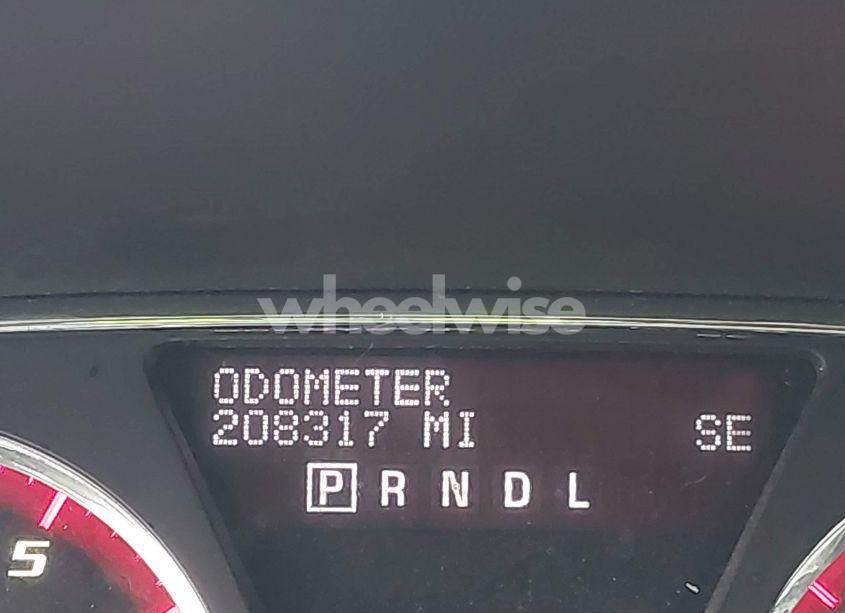 wheelwise
ODOMETER
208317 MI SE
P R N D L
5